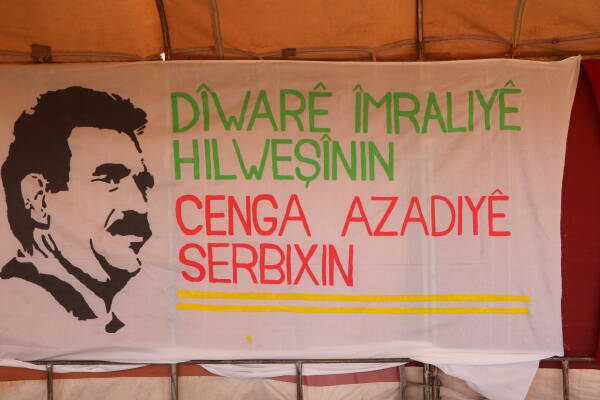 DÎWARÊ ÎMRALIYÊ
HILWEŞÎNIN
CENGA AZADIYÊ
SERBIXIN